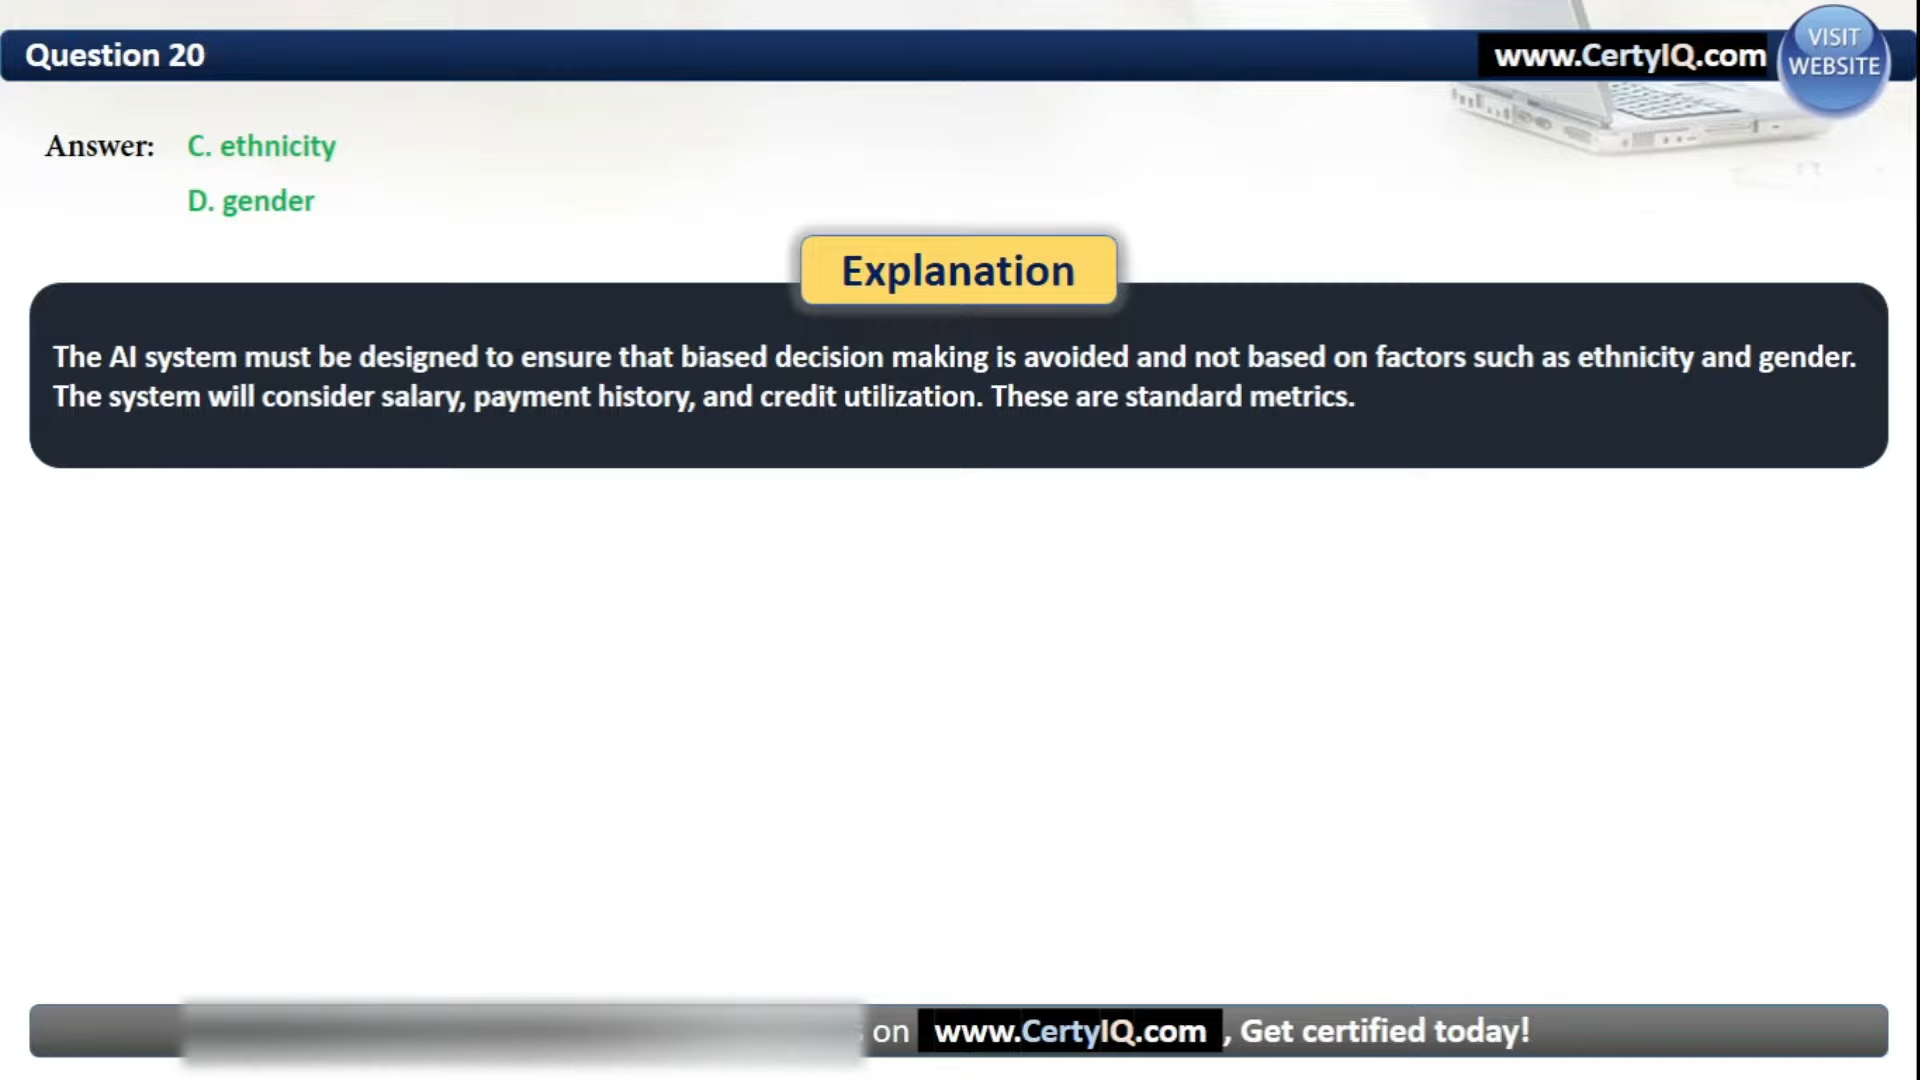 Question 20
www.CertyIQ.com
VISIT
WEBSITE
Answer: C. ethnicity
D. gender
Explanation
The AI system must be designed to ensure that biased decision making is avoided and not based on factors such as ethnicity and gender.
The system will consider salary, payment history, and credit utilization. These are standard metrics.
on www.CertyIQ.com , Get certified today!